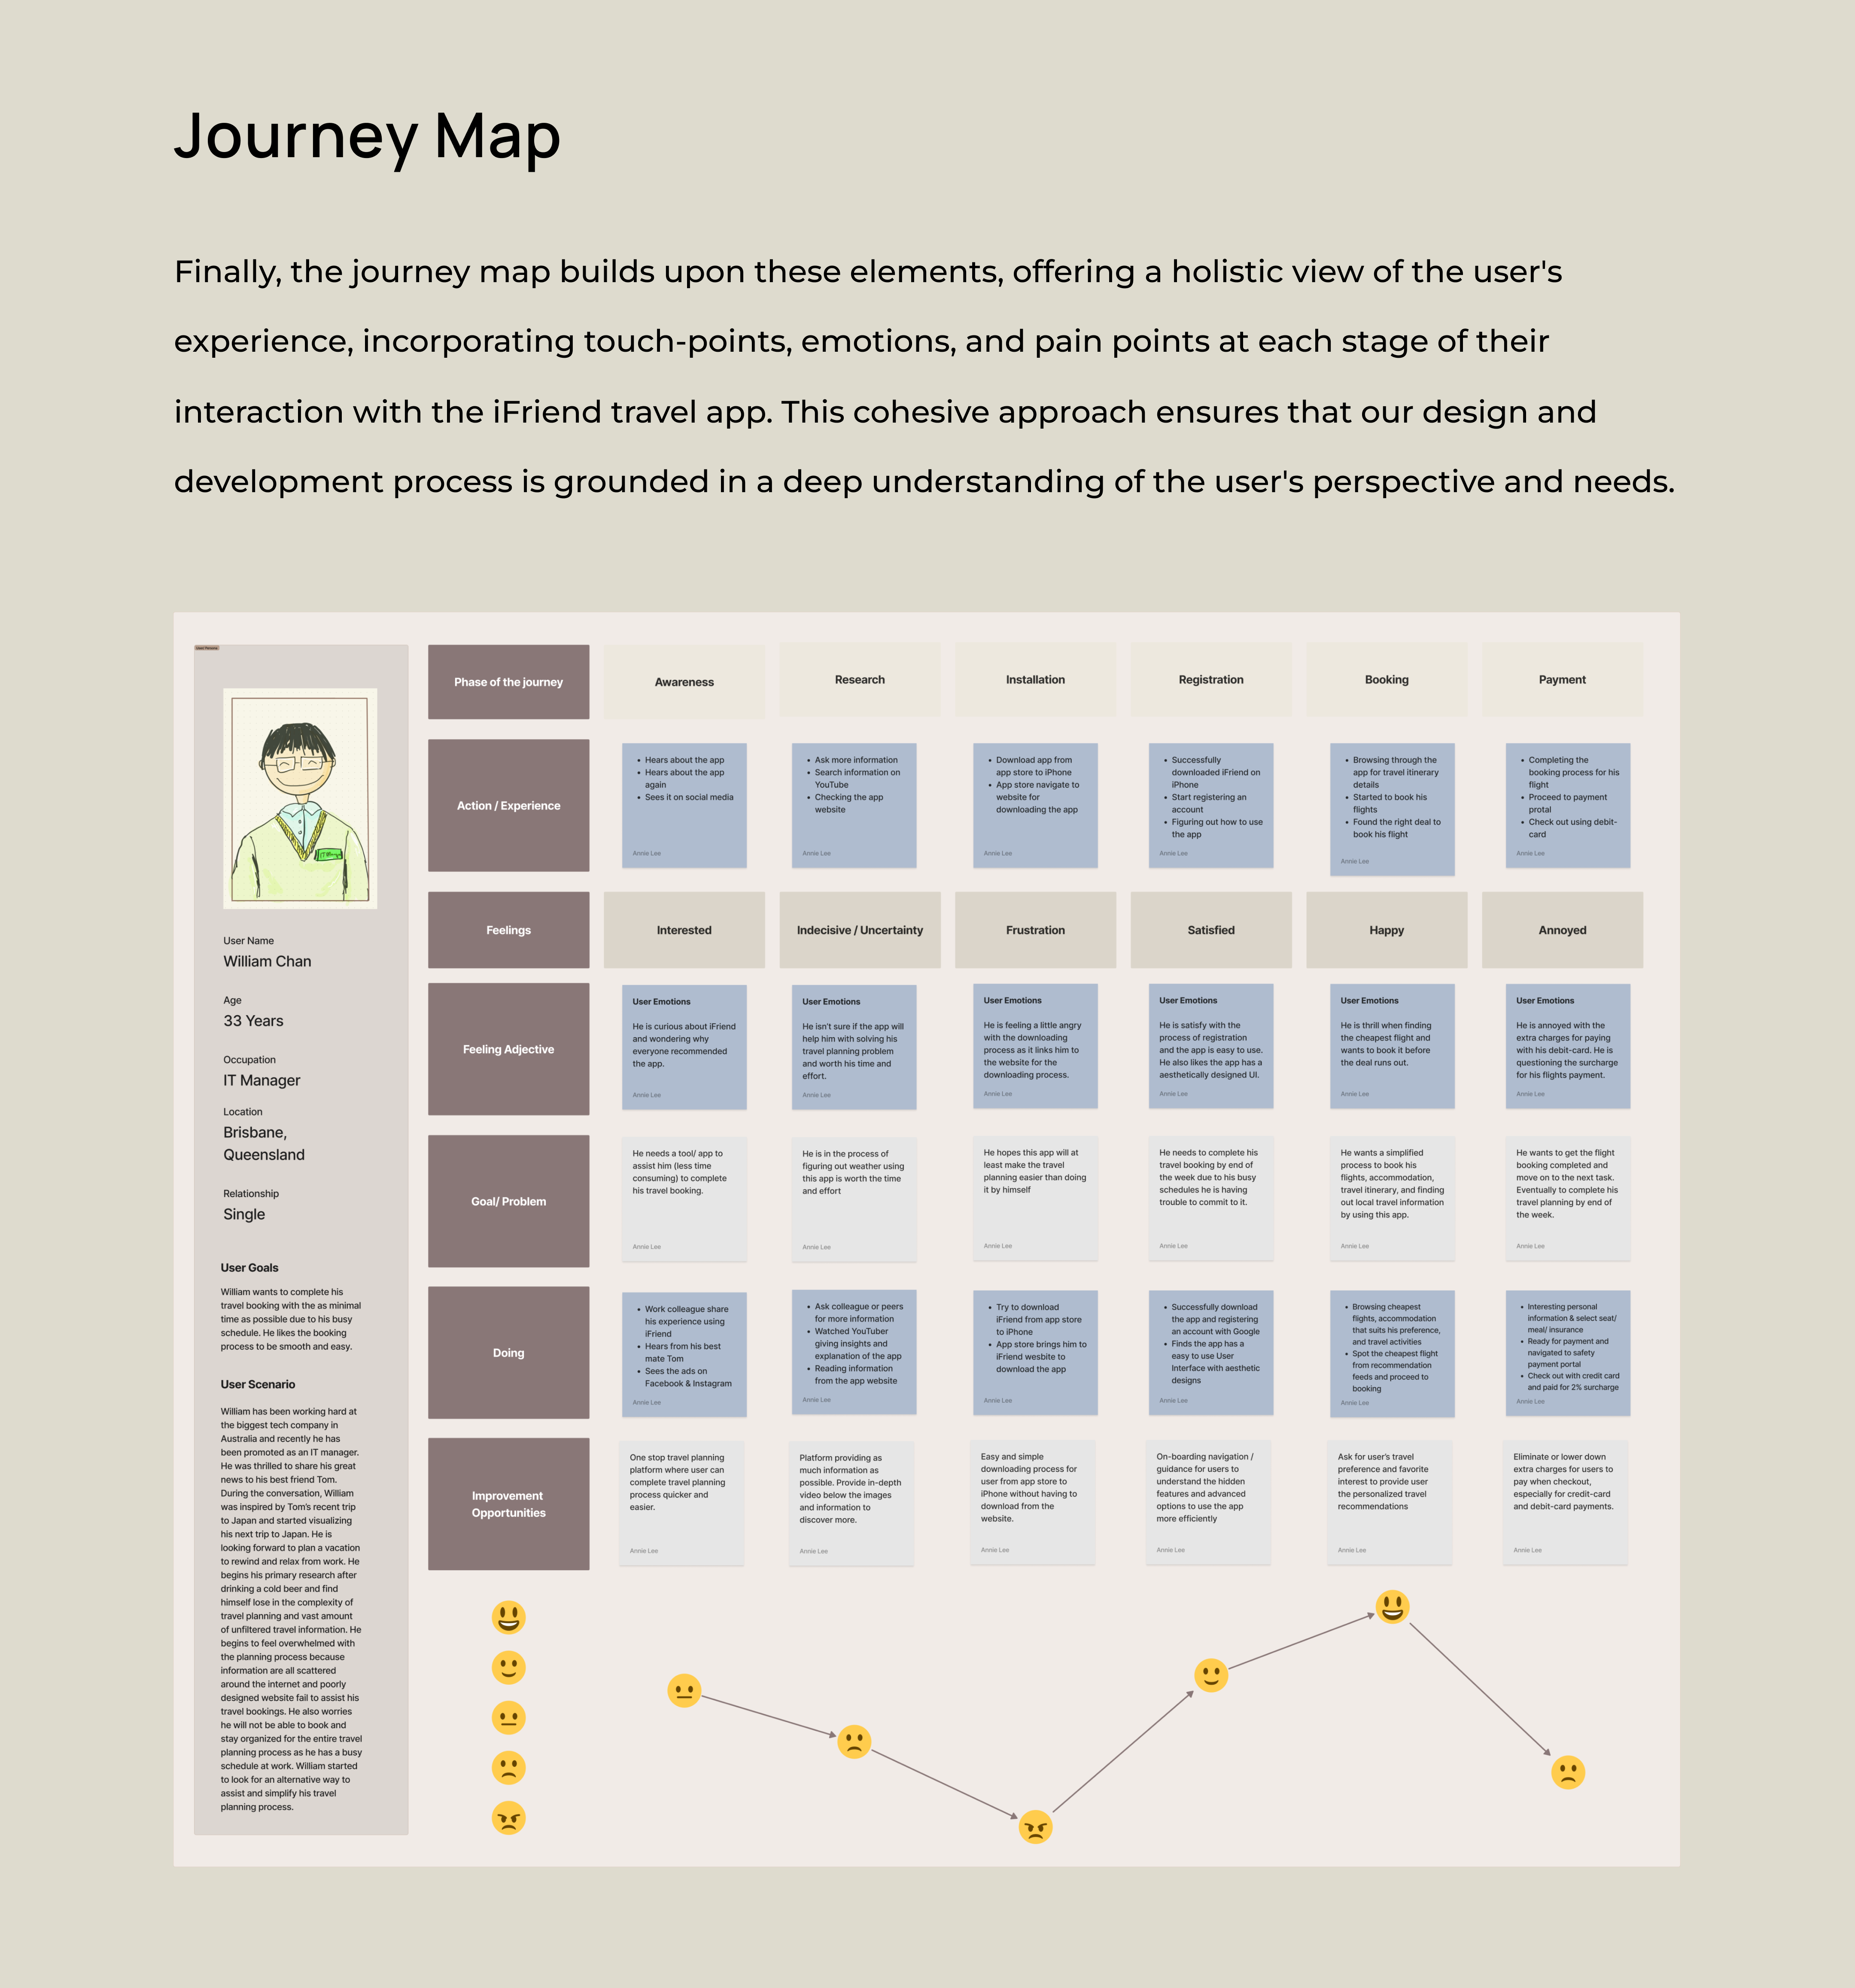 Journey Map
Finally, the journey map builds upon these elements, offering a holistic view of the user's
experience, incorporating touch-points, emotions, and pain points at each stage of their
interaction with the iFriend travel app. This cohesive approach ensures that our design and
development process is grounded in a deep understanding of the user's perspective and needs.
User Persona
User Name
William Chan
Age
33 Years
Occupation
IT Manager
Location
Brisbane,
Queensland
Relationship
Single
User Goals
William wants to complete his
travel booking with the as minimal
time as possible due to his busy
schedule. He likes the booking
process to be smooth and easy.
User Scenario
William has been working hard at
the biggest tech company in
Australia and recently he has
been promoted as an IT manager.
He was thrilled to share his great
news to his best friend Tom.
During the conversation, William
was inspired by Tom's recent trip
to Japan and started visualizing
his next trip to Japan. He is
looking forward to plan a vacation
to rewind and relax from work. He
begins his primary research after
drinking a cold beer and find
himself lose in the complexity of
travel planning and vast amount
of unfiltered travel information. He
begins to feel overwhelmed with
the planning process because
information are all scattered
around the internet and poorly
designed website fail to assist his
travel bookings. He also worries
he will not be able to book and
stay organized for the entire travel
planning process as he has a busy
schedule at work. William started
to look for an alternative way to
assist and simplify his travel
planning process.
Phase of the journey
Awareness
Research
Installation
Registration
Booking
Payment
Action / Experience
• Hears about the app
• Hears about the app
again
• Sees it on social media
Annie Lee
• Ask more information
• Search information on
YouTube
• Checking the app
website
Annie Lee
• Download app from
app store to iPhone
• App store navigate to
website for
downloading the app
Annie Lee
• Successfully
downloaded iFriend on
iPhone
• Start registering an
account
• Figuring out how to use
the app
Annie Lee
• Browsing through the
app for travel itinerary
details
• Started to book his
flights
• Found the right deal to
book his flight
Annie Lee
• Completing the
booking process for his
flight
• Proceed to payment
protal
• Check out using debit-
card
Annie Lee
Feelings
Interested
Indecisive / Uncertainty
Frustration
Satisfied
Happy
Annoyed
Feeling Adjective
User Emotions
He is curious about iFriend
and wondering why
everyone recommended
the app.
Annie Lee
User Emotions
He isn't sure if the app will
help him with solving his
travel planning problem
and worth his time and
effort.
Annie Lee
User Emotions
He is feeling a little angry
with the downloading
process as it links him to
the website for the
downloading process.
Annie Lee
User Emotions
He is satisfy with the
process of registration
and the app is easy to use.
He also likes the app has a
aesthetically designed UI.
Annie Lee
User Emotions
He is thrill when finding
the cheapest flight and
wants to book it before
the deal runs out.
Annie Lee
User Emotions
He is annoyed with the
extra charges for paying
with his debit-card. He is
questioning the surcharge
for his flights payment.
Annie Lee
Goal/ Problem
He needs a tool/ app to
assist him (less time
consuming) to complete
his travel booking.
Annie Lee
He is in the process of
figuring out weather using
this app is worth the time
and effort
Annie Lee
He hopes this app will at
least make the travel
planning easier than doing
it by himself
Annie Lee
He needs to complete his
travel booking by end of
the week due to his busy
schedules he is having
trouble to commit to it.
Annie Lee
He wants a simplified
process to book his
flights, accommodation,
travel itinerary, and finding
out local travel information
by using this app.
Annie Lee
He wants to get the flight
booking completed and
move on to the next task.
Eventually to complete his
travel planning by end of
the week.
Annie Lee
Doing
• Work colleague share
his experience using
iFriend
• Hears from his best
mate Tom
• Sees the ads on
Facebook & Instagram
Annie Lee
• Ask colleague or peers
for more information
• Watched YouTuber
giving insights and
explanation of the app
• Reading information
from the app website
Annie Lee
• Try to download
iFriend from app store
to iPhone
• App store brings him to
iFriend wesbite to
download the app
Annie Lee
• Successfully download
the app and registering
an account with Google
• Finds the app has a
easy to use User
Interface with aesthetic
designs
Annie Lee
• Browsing cheapest
flights, accommodation
that suits his preference,
and travel activities
• Spot the cheapest flight
from recommendation
feeds and proceed to
booking
Annie Lee
• Interesting personal
information & select seat/
meal/ insurance
• Ready for payment and
navigated to safety
payment portal
• Check out with credit card
and paid for 2% surcharge
Annie Lee
Improvement
Opportunities
One stop travel planning
platform where user can
complete travel planning
process quicker and
easier.
Annie Lee
Platform providing as
much information as
possible. Provide in-depth
video below the images
and information to
discover more.
Annie Lee
Easy and simple
downloading process for
user from app store to
iPhone without having to
download from the
website.
Annie Lee
On-boarding navigation /
guidance for users to
understand the hidden
features and advanced
options to use the app
more efficiently
Annie Lee
Ask for user's travel
preference and favorite
interest to provide user
the personalized travel
recommendations
Annie Lee
Eliminate or lower down
extra charges for users to
pay when checkout,
especially for credit-card
and debit-card payments.
Annie Lee